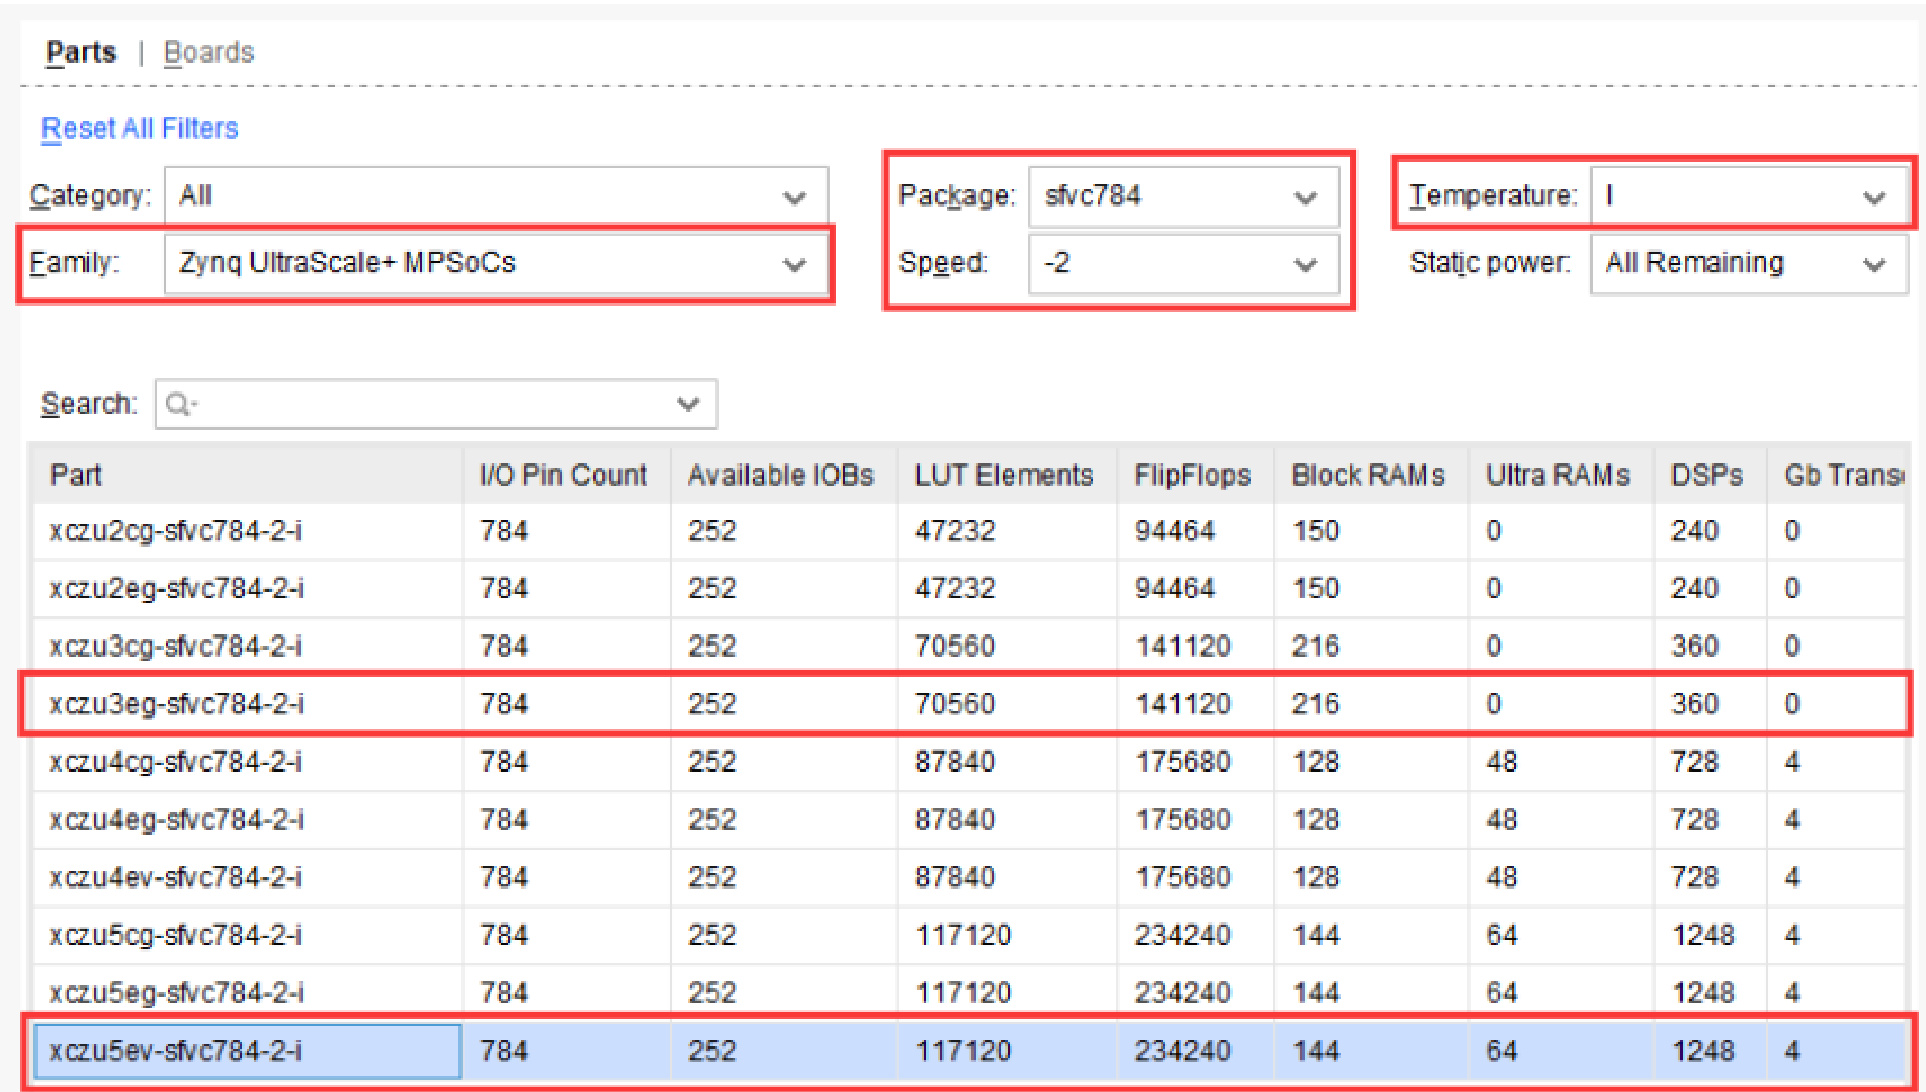 Parts | Boards
Reset All Filters
Category: All Package: sfvc784 Temperature: I
Family: Zynq UltraScale+ MPSoCs Speed: -2 Static power: All Remaining
Search:
Part I/O Pin Count Available IOBs LUT Elements FlipFlops Block RAMs Ultra RAMs DSPs Gb Trans
xczu2cg-sfvc784-2-i 784 252 47232 94464 150 0 240 0
xczu2eg-sfvc784-2-i 784 252 47232 94464 150 0 240 0
xczu3cg-sfvc784-2-i 784 252 70560 141120 216 0 360 0
xczu3eg-sfvc784-2-i 784 252 70560 141120 216 0 360 0
xczu4cg-sfvc784-2-i 784 252 87840 175680 128 48 728 4
xczu4eg-sfvc784-2-i 784 252 87840 175680 128 48 728 4
xczu4ev-sfvc784-2-i 784 252 87840 175680 128 48 728 4
xczu5cg-sfvc784-2-i 784 252 117120 234240 144 64 1248 4
xczu5eg-sfvc784-2-i 784 252 117120 234240 144 64 1248 4
xczu5ev-sfvc784-2-i 784 252 117120 234240 144 64 1248 4